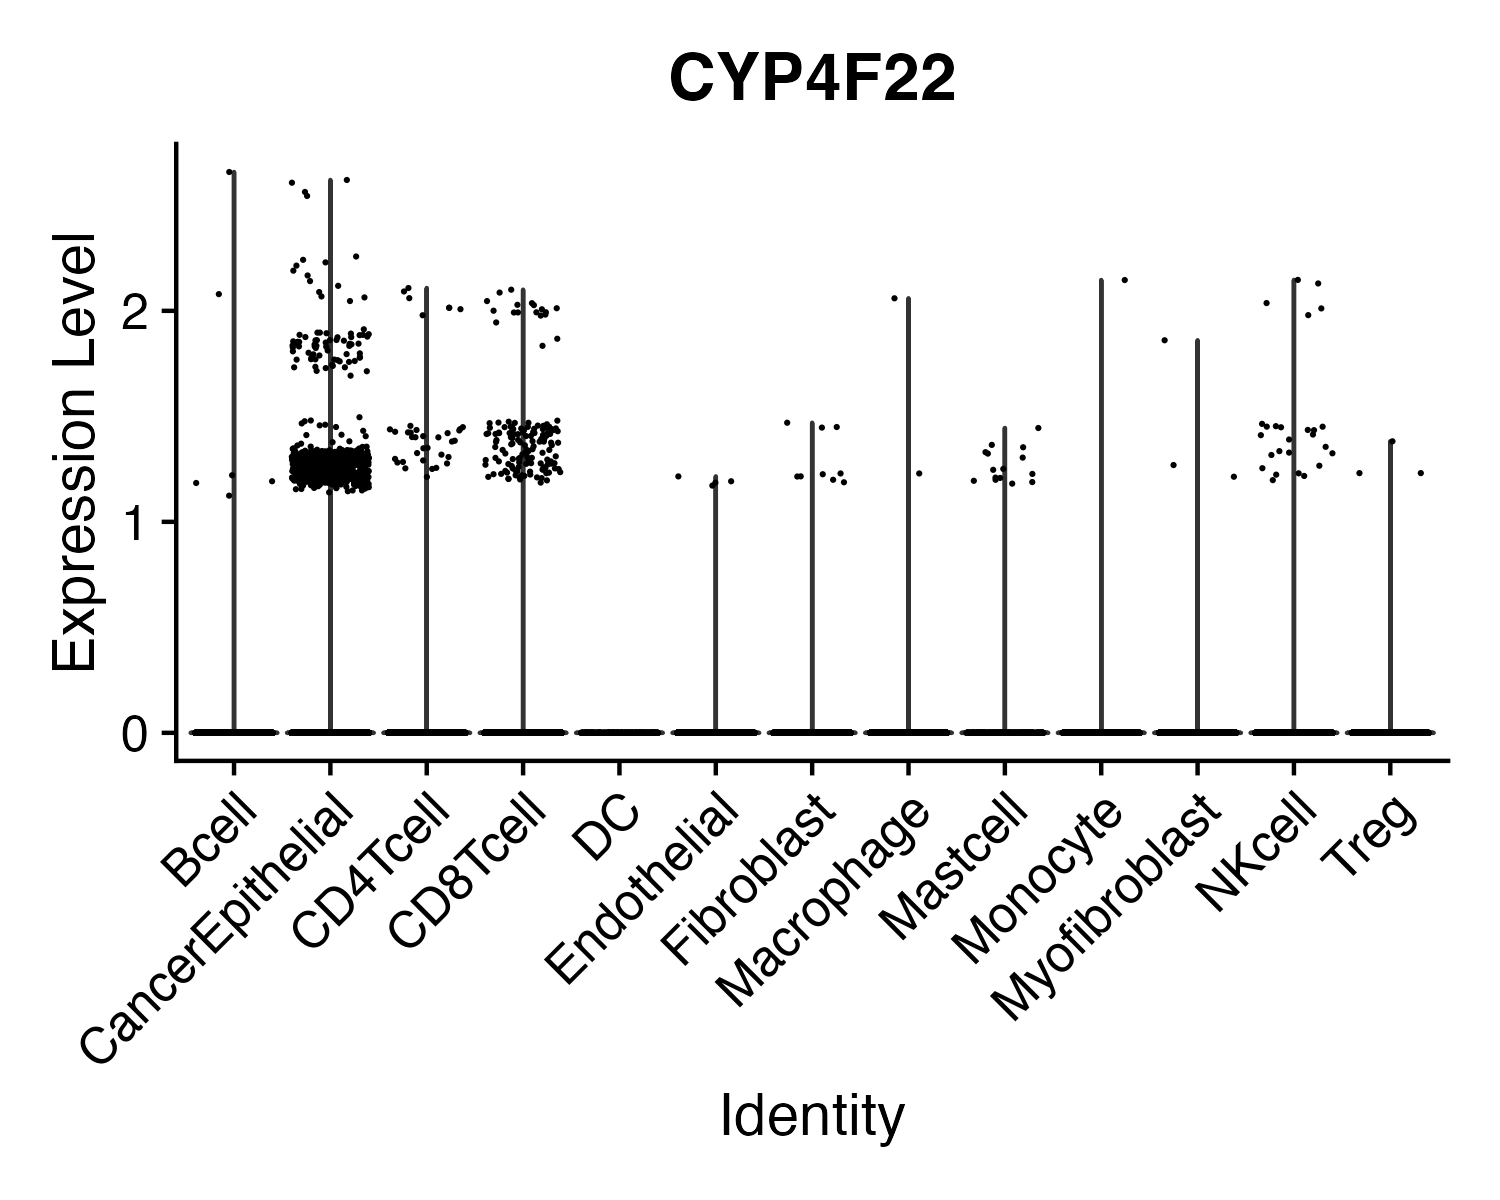 CYP4F22
Expression Level
2
1
0
Bcell
CancerEpithelial
CD4Tcell
CD8Tcell
DC
Endothelial
Fibroblast
Macrophage
Mastcell
Monocyte
Myofibroblast
NKcell
Treg
Identity